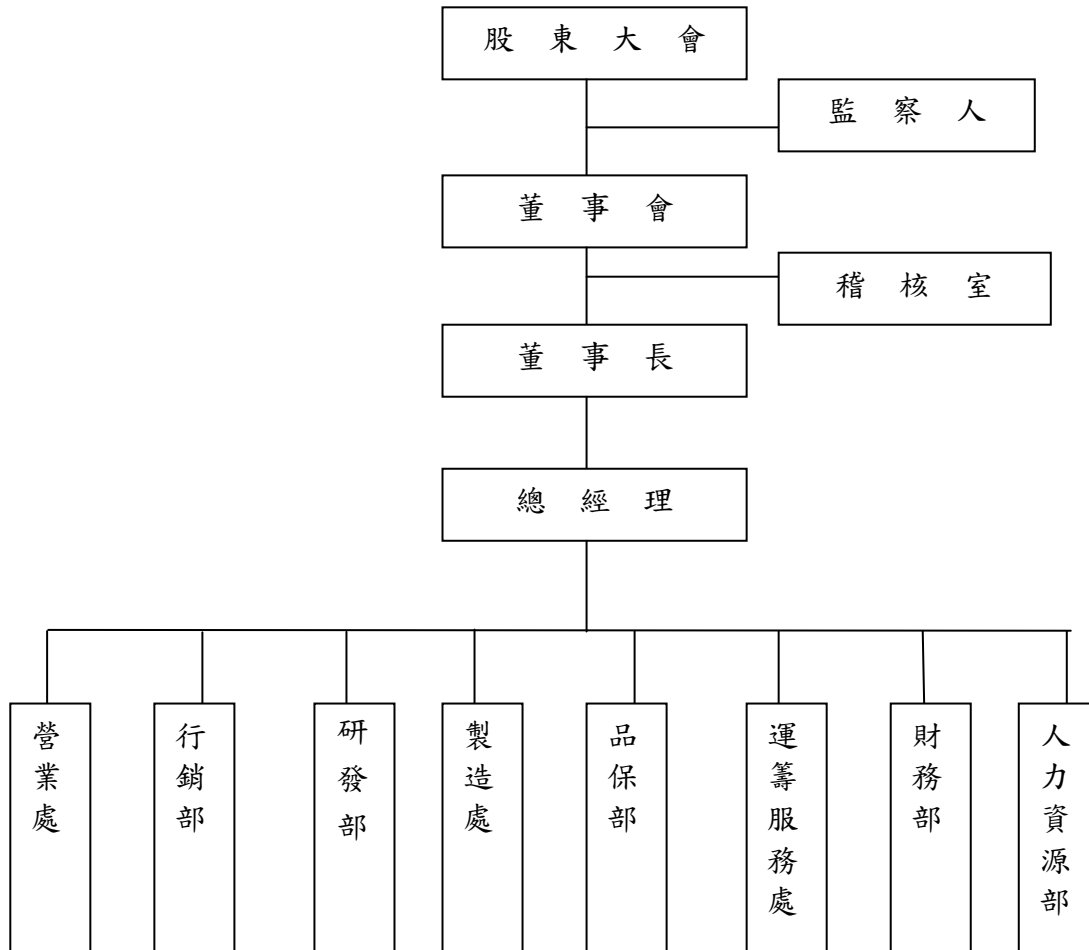 股東大會
監察人
董事會
稽核室
董事長
總經理
營業處
行銷部
研發部
製造處
品保部
運籌服務處
財務部
人力資源部